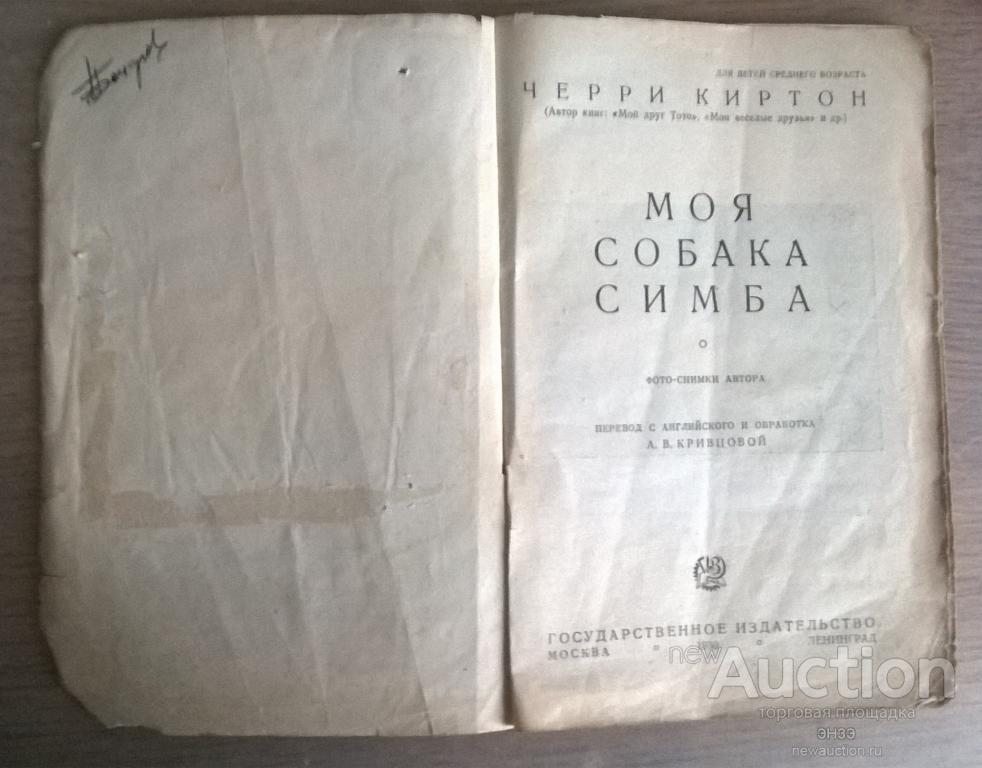 ДЛЯ ДЕТЕЙ СРЕДНЕГО ВОЗРАСТА
ЧЕРРИ КИРТОН
(Автор книг: «Мой друг Тото», «Мои веселые друзья» и др.)
МОЯ
СОБАКА
СИМБА
ФОТО-СНИМКИ АВТОРА
ПЕРЕВОД С АНГЛИЙСКОГО И ОБРАБОТКА
А. В. КРИВЦОВОЙ
ГОСУДАРСТВЕННОЕ ИЗДАТЕЛЬСТВО
МОСКВА ЛЕНИНГРАД
newAuction
торговая площадка
ЭНЗЭ
newauction.ru